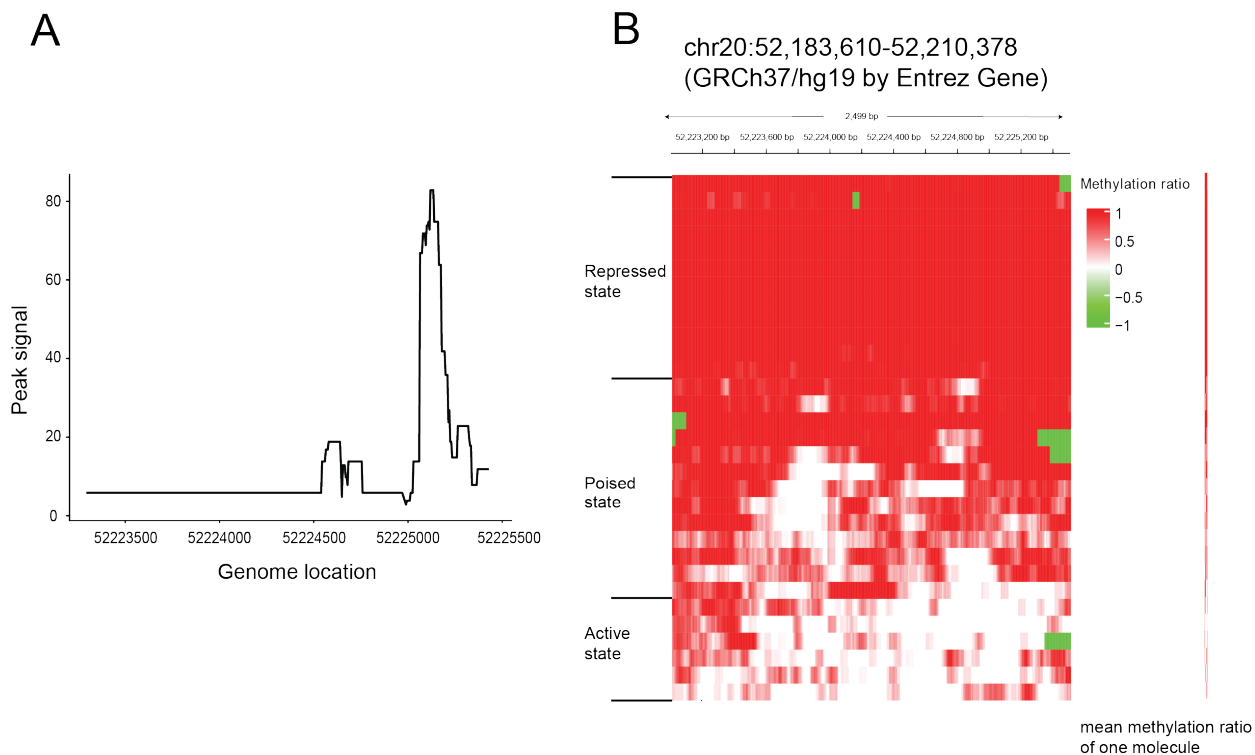 A
B
chr20:52,183,610-52,210,378
(GRCh37/hg19 by Entrez Gene)
2,499 bp
52,223,200 bp 52,223,600 bp 52,224,000 bp 52,224,400 bp 52,224,800 bp 52,225,200 bp
Peak signal
80
60
40
20
0
52223500 52224000 52224500 52225000 52225500
Genome location
Repressed
state
Poised
state
Active
state
Methylation ratio
1
0.5
0
−0.5
−1
mean methylation ratio
of one molecule